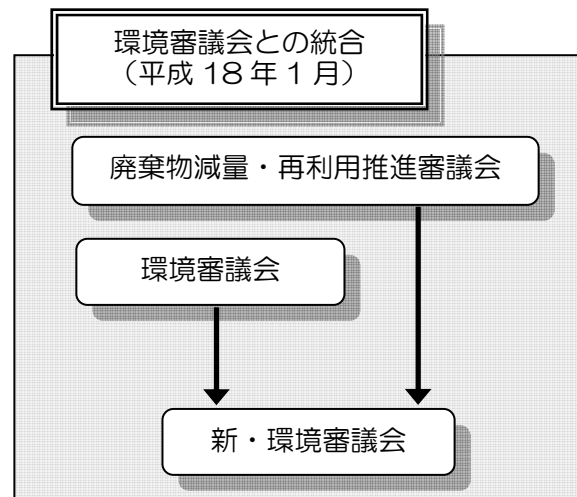 環境審議会との統合
（平成 18 年 1 月）
廃棄物減量・再利用推進審議会
環境審議会
新・環境審議会